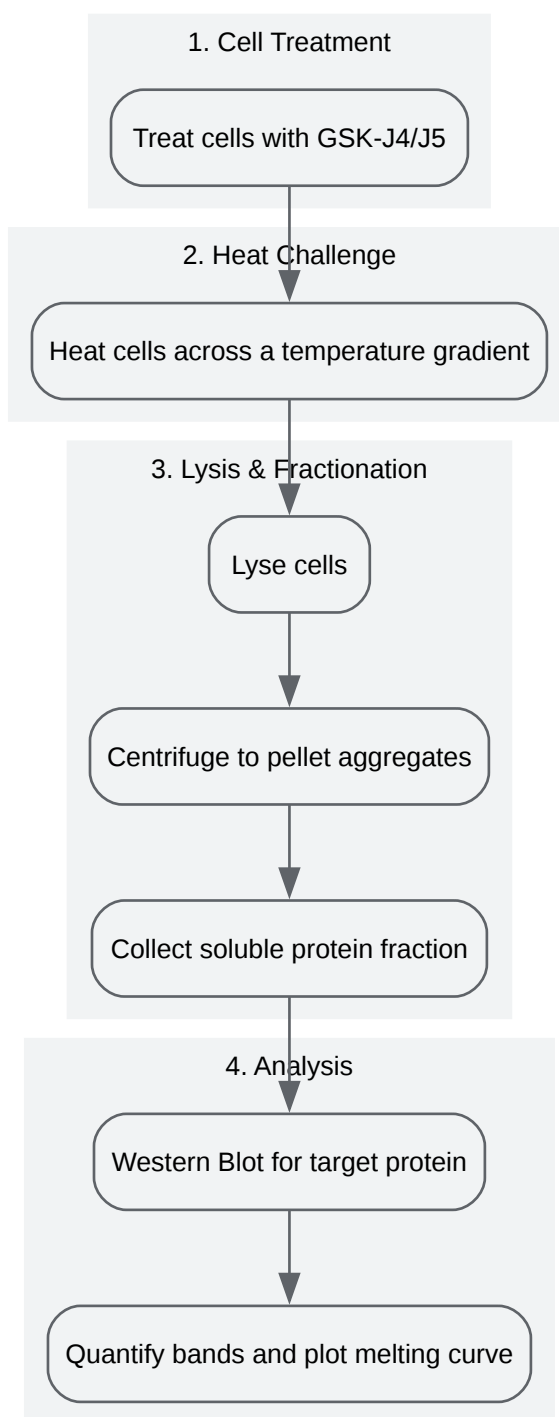 1. Cell Treatment
Treat cells with GSK-J4/J5
2. Heat Challenge
Heat cells across a temperature gradient
3. Lysis & Fractionation
Lyse cells
Centrifuge to pellet aggregates
Collect soluble protein fraction
4. Analysis
Western Blot for target protein
Quantify bands and plot melting curve